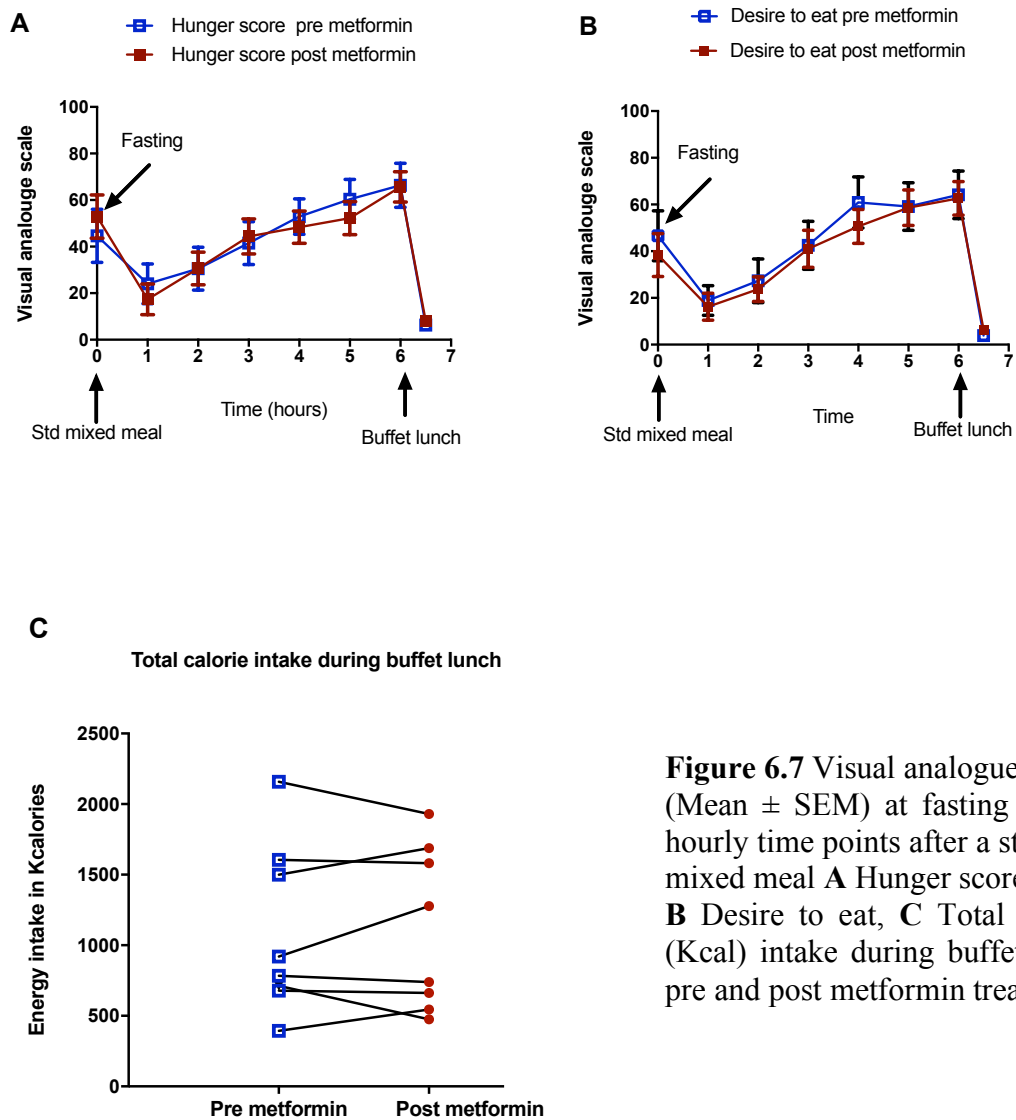 A
Hunger score pre metformin
Hunger score post metformin
Visual analouge scale
100
80
60
40
20
0
Fasting
0 1 2 3 4 5 6 7
Time (hours)
Std mixed meal
Buffet lunch
B
Desire to eat pre metformin
Desire to eat post metformin
Visual analouge scale
100
80
60
40
20
0
Fasting
0 1 2 3 4 5 6 7
Time
Std mixed meal
Buffet lunch
C
Total calorie intake during buffet lunch
Energy intake in Kcalories
2500
2000
1500
1000
500
0
Pre metformin Post metformin
Figure 6.7 Visual analogue
(Mean ± SEM) at fasting
hourly time points after a st
mixed meal A Hunger score
B Desire to eat, C Total
(Kcal) intake during buffet
pre and post metformin trea